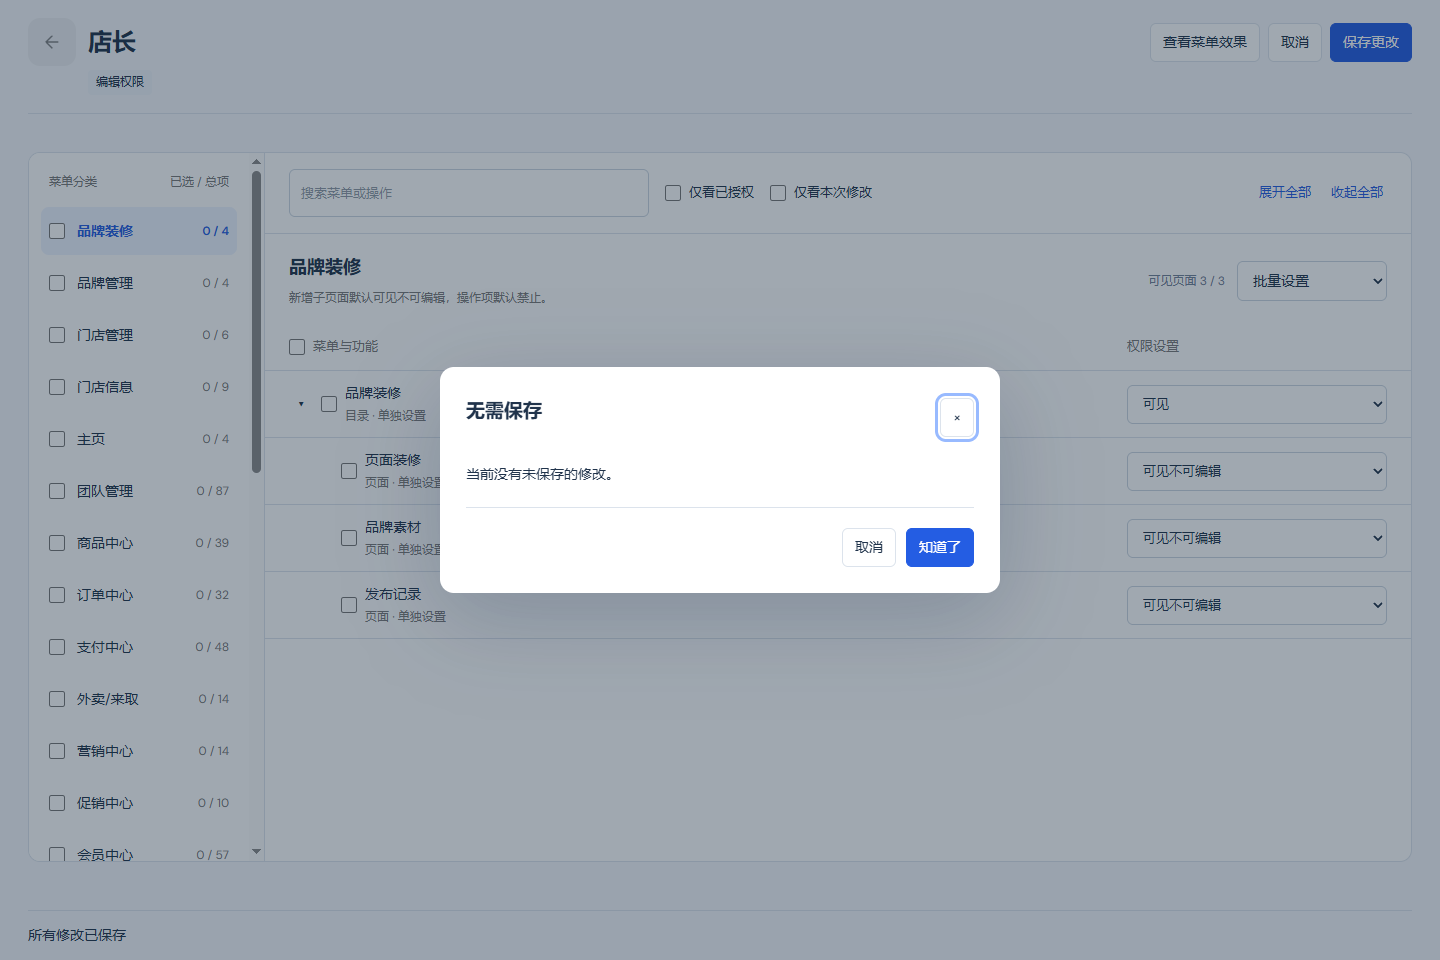 店长
编辑权限
查看菜单效果
取消
保存更改
菜单分类
已选 / 总项
品牌装修 0 / 4
品牌管理 0 / 4
门店管理 0 / 6
门店信息 0 / 9
主页 0 / 4
团队管理 0 / 87
商品中心 0 / 39
订单中心 0 / 32
支付中心 0 / 48
外卖/来取 0 / 14
营销中心 0 / 14
促销中心 0 / 10
会员中心 0 / 57
搜索菜单或操作
仅看已授权
仅看本次修改
展开全部
收起全部
品牌装修
新增子页面默认可见不可编辑，操作项默认禁止。
可见页面 3 / 3
批量设置
菜单与功能
权限设置
品牌装修
目录 · 单独设置
可见
页面装修
页面 · 单独设置
可见不可编辑
品牌素材
页面 · 单独设置
可见不可编辑
发布记录
页面 · 单独设置
可见不可编辑
无需保存
×
当前没有未保存的修改。
取消
知道了
所有修改已保存